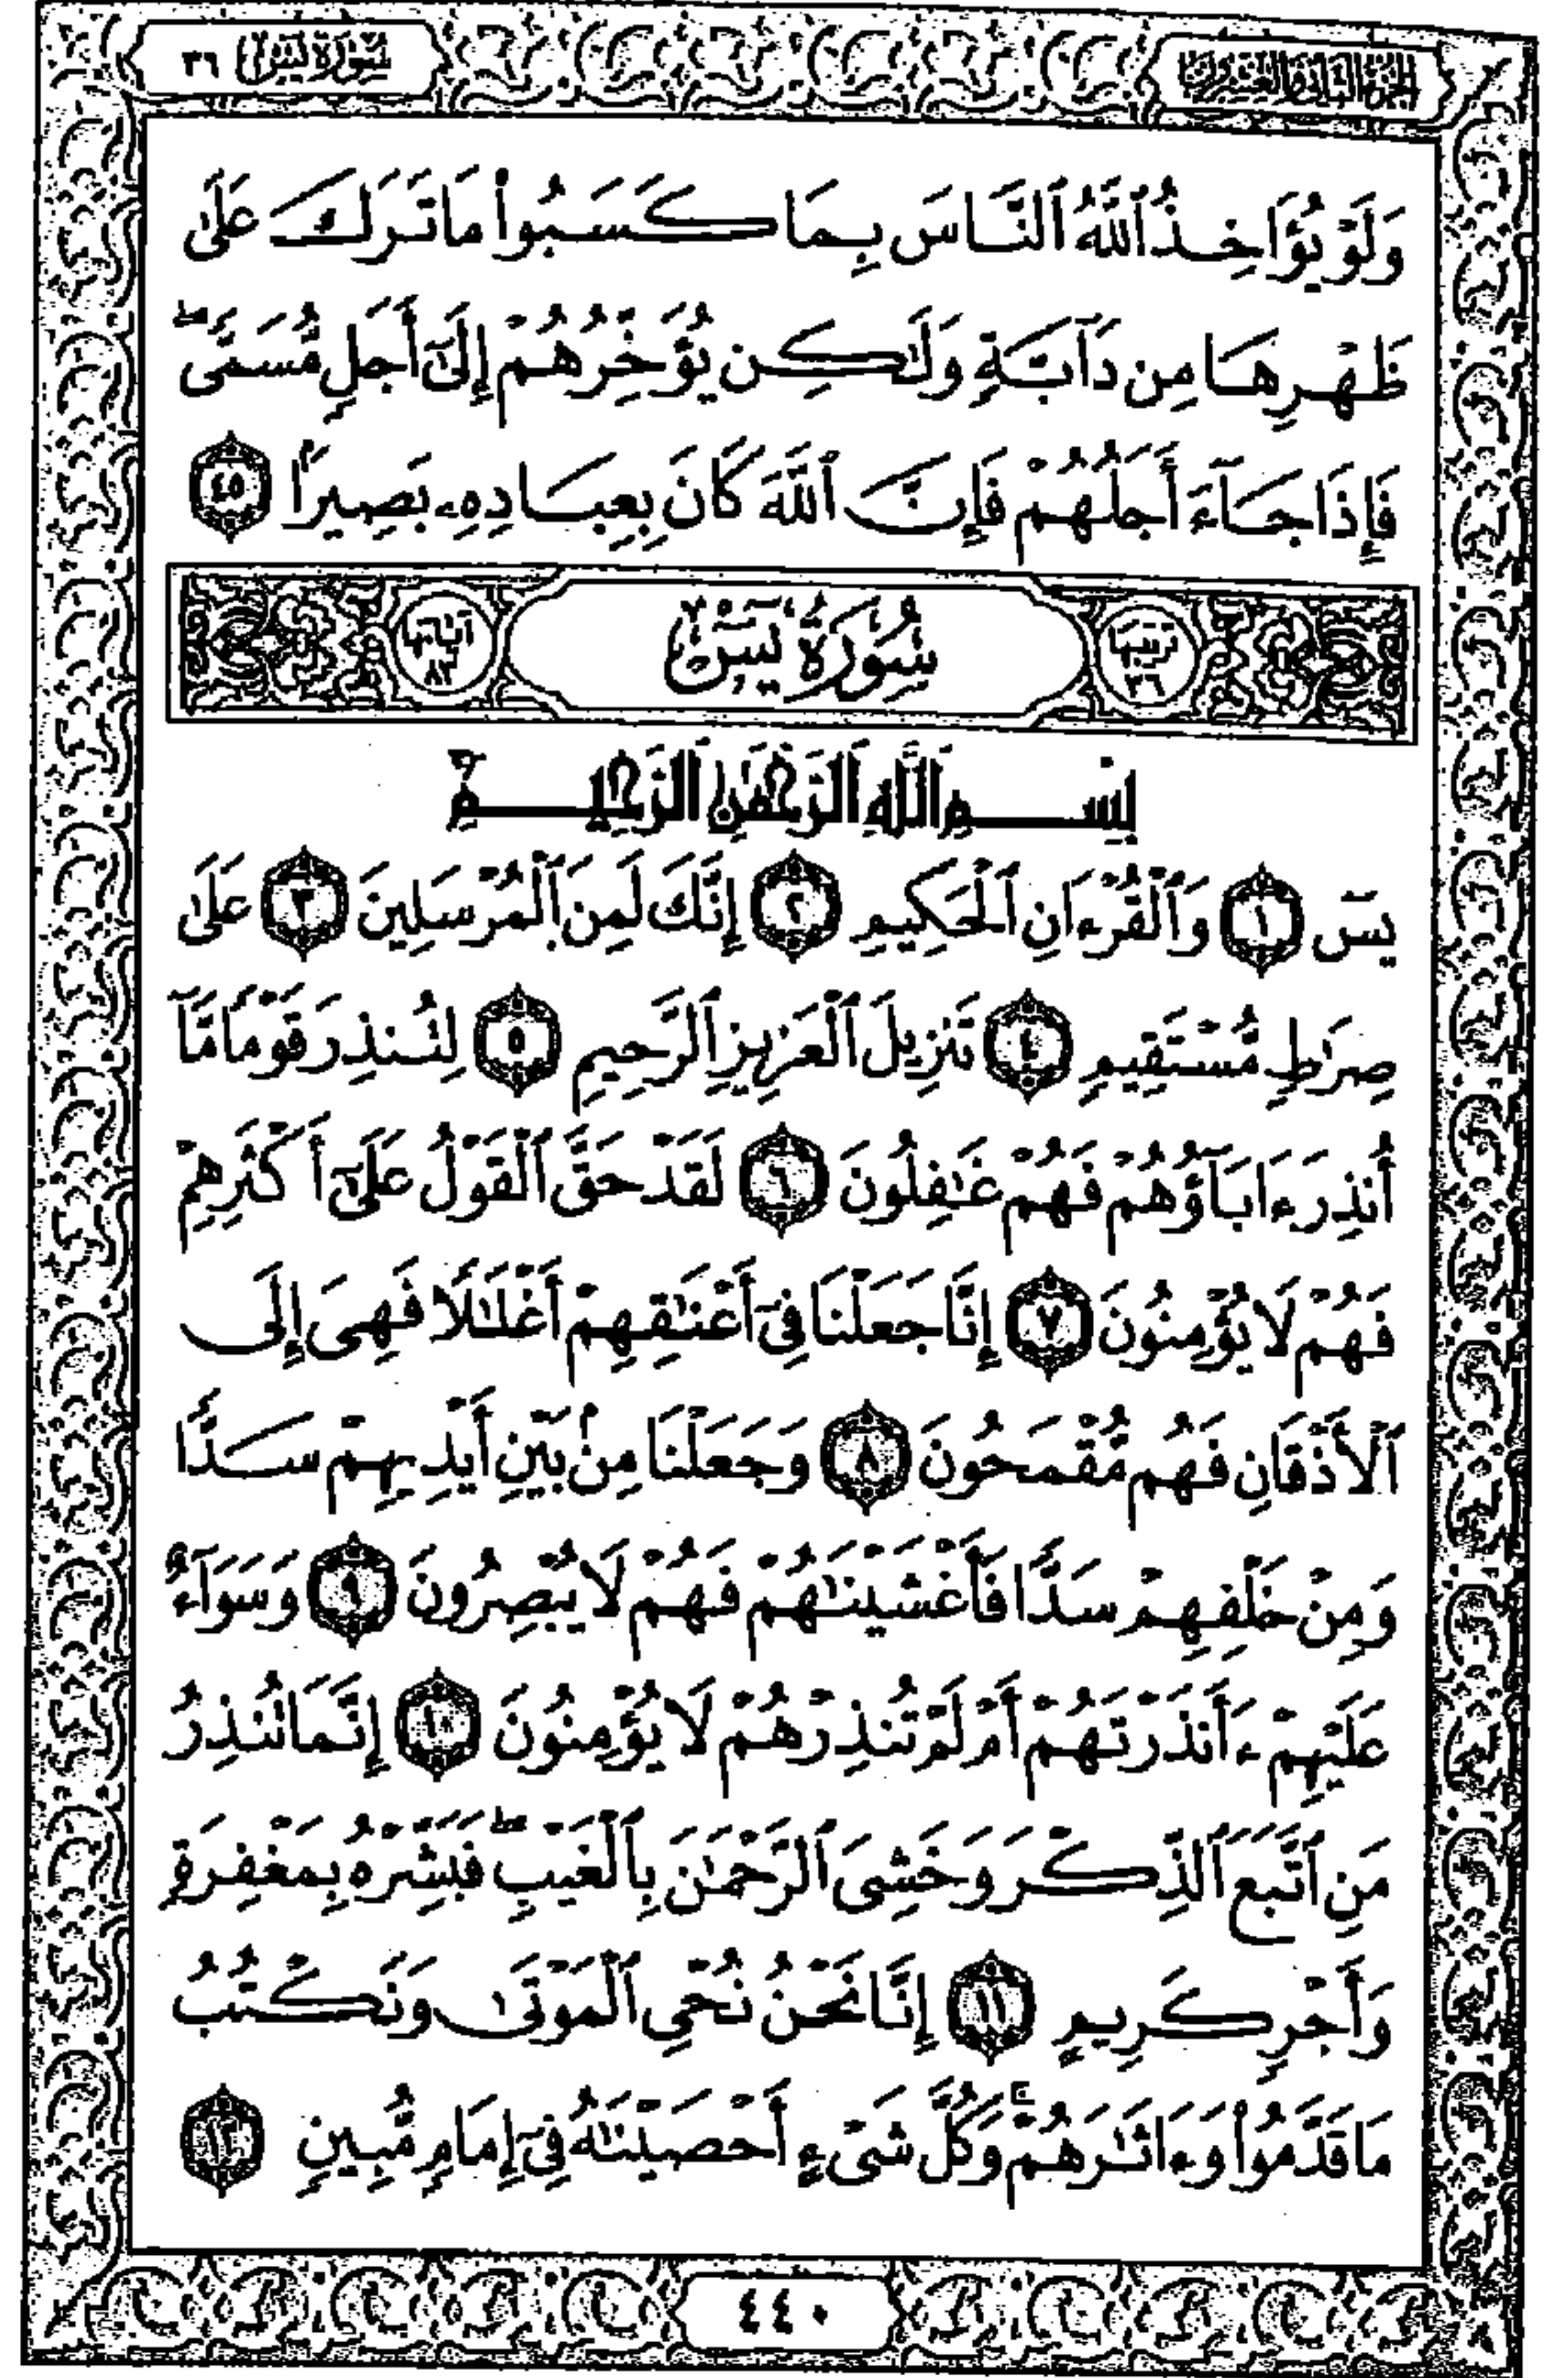 الجزء الثاني والعشرون
سورة يس ٣٦
وَلَوْ يُؤَاخِذُ ٱللَّهُ ٱلنَّاسَ بِمَا كَسَبُوا۟ مَا تَرَكَ عَلَىٰ
ظَهْرِهَا مِن دَآبَّةٍ وَلَٰكِن يُؤَخِّرُهُمْ إِلَىٰٓ أَجَلٍ مُّسَمًّى ۖ
فَإِذَا جَآءَ أَجَلُهُمْ فَإِنَّ ٱللَّهَ كَانَ بِعِبَادِهِۦ بَصِيرًۢا ٤٥
ترتيبها ٣٦
سُورَةُ يسٓ
آياتها ٨٣
بِسْمِ ٱللَّهِ ٱلرَّحْمَٰنِ ٱلرَّحِيمِ
يسٓ ١ وَٱلْقُرْءَانِ ٱلْحَكِيمِ ٢ إِنَّكَ لَمِنَ ٱلْمُرْسَلِينَ ٣ عَلَىٰ
صِرَٰطٍ مُّسْتَقِيمٍ ٤ تَنزِيلَ ٱلْعَزِيزِ ٱلرَّحِيمِ ٥ لِتُنذِرَ قَوْمًا مَّآ
أُنذِرَ ءَابَآؤُهُمْ فَهُمْ غَٰفِلُونَ ٦ لَقَدْ حَقَّ ٱلْقَوْلُ عَلَىٰٓ أَكْثَرِهِمْ
فَهُمْ لَا يُؤْمِنُونَ ٧ إِنَّا جَعَلْنَا فِىٓ أَعْنَٰقِهِمْ أَغْلَٰلًا فَهِىَ إِلَى
ٱلْأَذْقَانِ فَهُم مُّقْمَحُونَ ٨ وَجَعَلْنَا مِنۢ بَيْنِ أَيْدِيهِمْ سَدًّا
وَمِنْ خَلْفِهِمْ سَدًّا فَأَغْشَيْنَٰهُمْ فَهُمْ لَا يُبْصِرُونَ ٩ وَسَوَآءٌ
عَلَيْهِمْ ءَأَنذَرْتَهُمْ أَمْ لَمْ تُنذِرْهُمْ لَا يُؤْمِنُونَ ١٠ إِنَّمَا تُنذِرُ
مَنِ ٱتَّبَعَ ٱلذِّكْرَ وَخَشِىَ ٱلرَّحْمَٰنَ بِٱلْغَيْبِ ۖ فَبَشِّرْهُ بِمَغْفِرَةٍ
وَأَجْرٍ كَرِيمٍ ١١ إِنَّا نَحْنُ نُحْىِ ٱلْمَوْتَىٰ وَنَكْتُبُ
مَا قَدَّمُوا۟ وَءَاثَٰرَهُمْ ۚ وَكُلَّ شَىْءٍ أَحْصَيْنَٰهُ فِىٓ إِمَامٍ مُّبِينٍ ١٢
٤٤٠